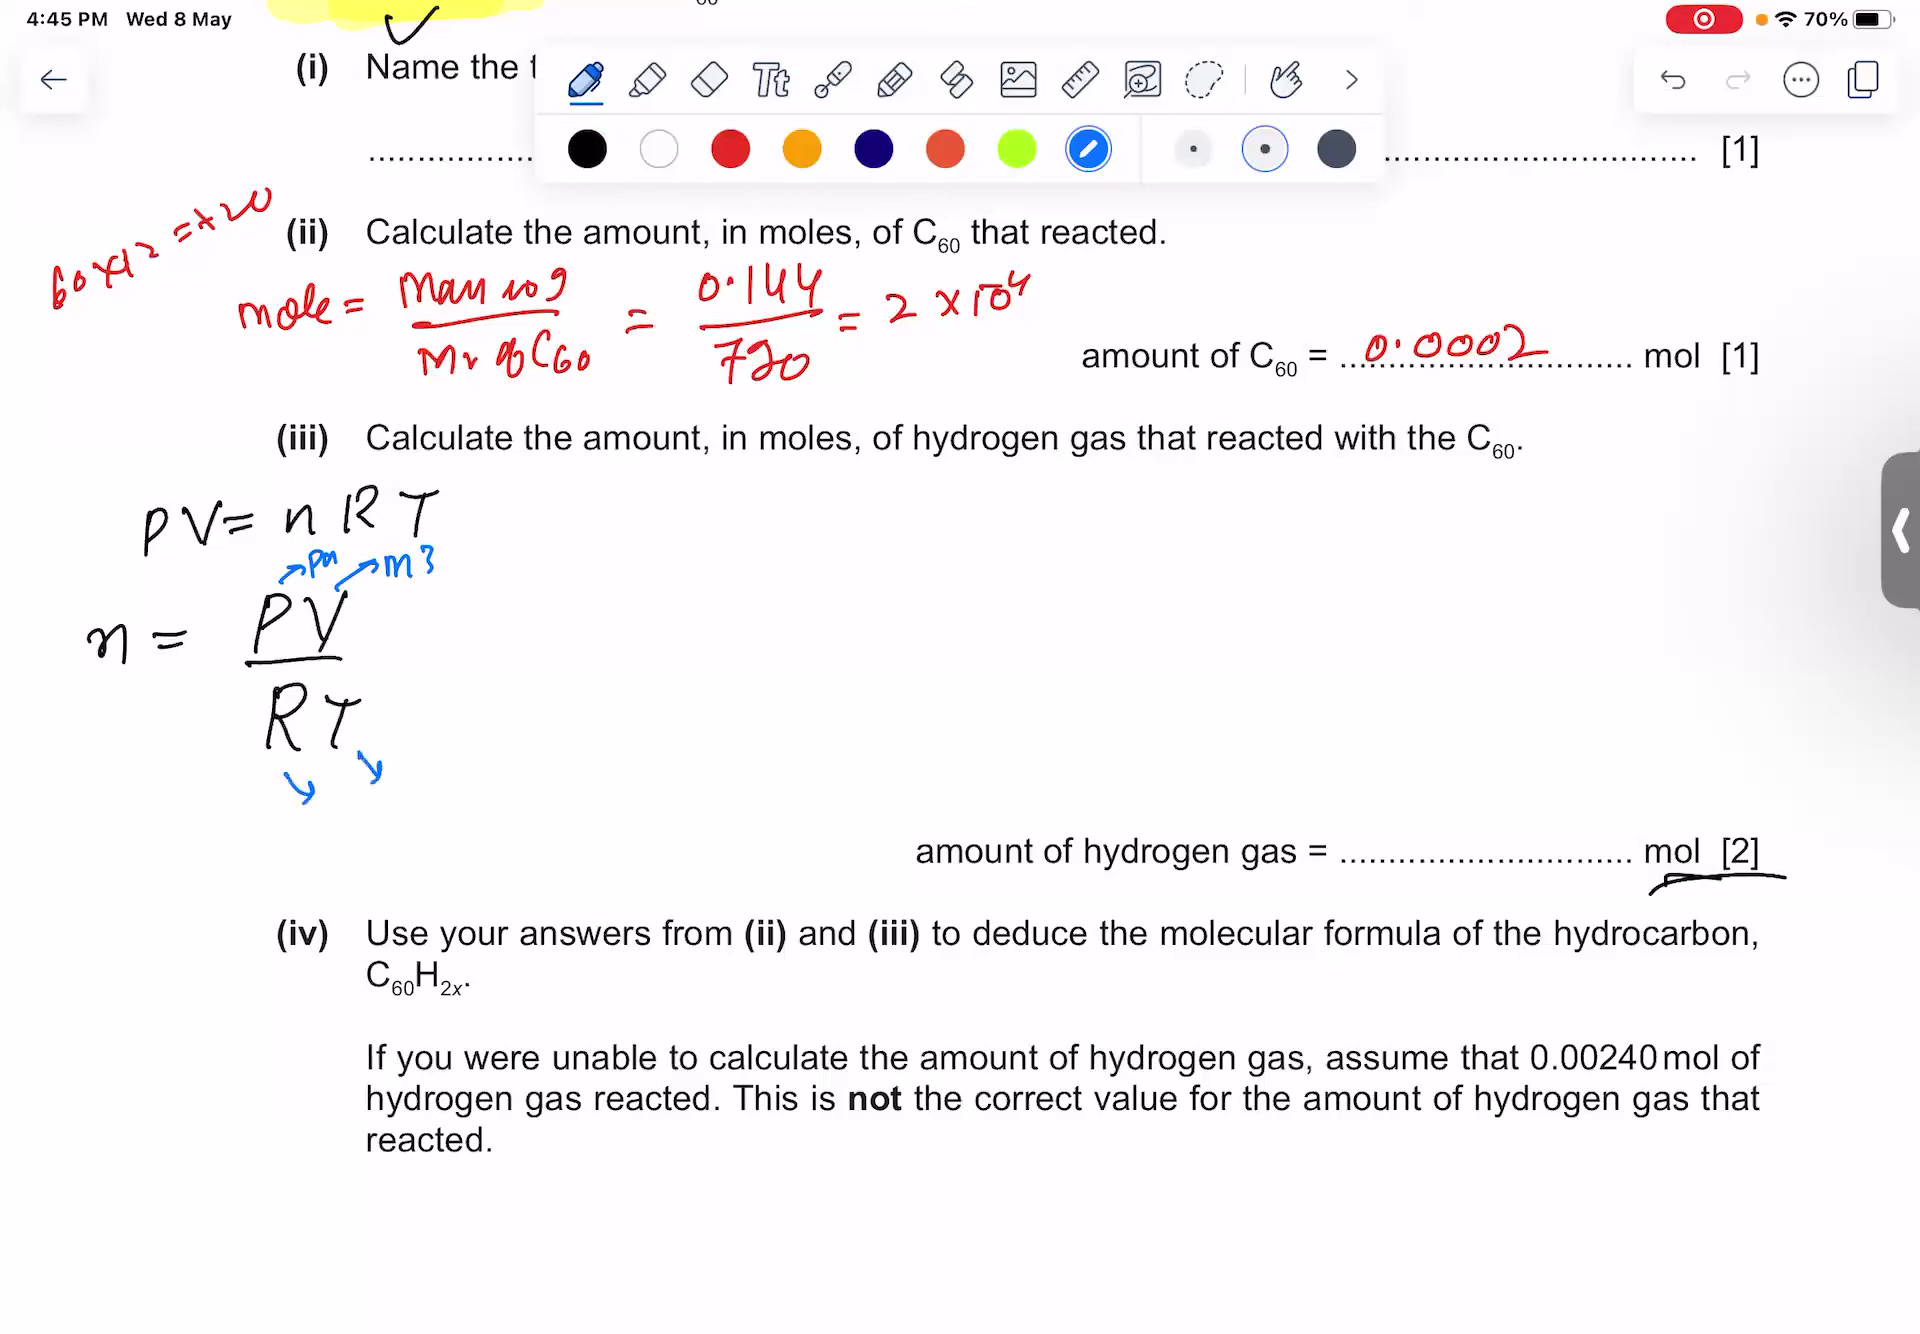 4:45 PM Wed 8 May
70%
(i) Name the t
Tt
[1]
60×12 = 720
(ii) Calculate the amount, in moles, of C60 that reacted.
mole = Mass in g / Mr of C60 = 0.144 / 720 = 2 × 10-4
amount of C60 = 0.0002 mol [1]
(iii) Calculate the amount, in moles, of hydrogen gas that reacted with the C60.
PV = nRT
Pa m3
n = PV / RT
amount of hydrogen gas = .............................. mol [2]
(iv) Use your answers from (ii) and (iii) to deduce the molecular formula of the hydrocarbon,
C60H2x.
If you were unable to calculate the amount of hydrogen gas, assume that 0.00240 mol of
hydrogen gas reacted. This is not the correct value for the amount of hydrogen gas that
reacted.